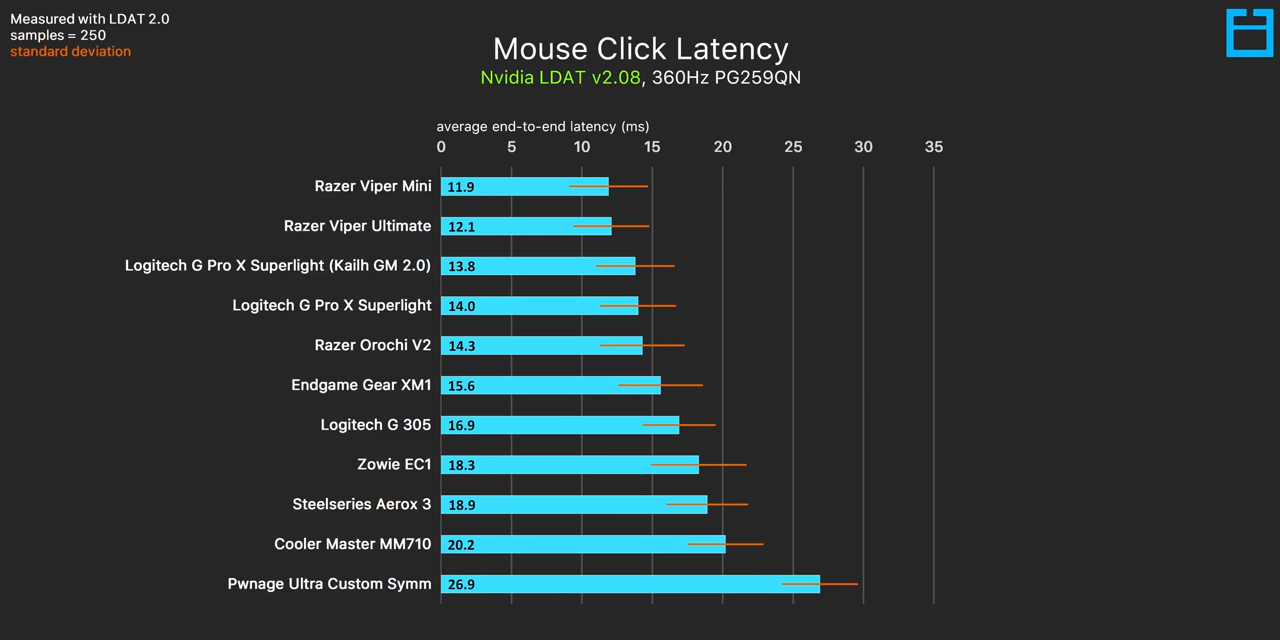 Measured with LDAT 2.0
samples = 250
standard deviation
Mouse Click Latency
Nvidia LDAT v2.08, 360Hz PG259QN
average end-to-end latency (ms)
0 5 10 15 20 25 30 35
Razer Viper Mini 11.9
Razer Viper Ultimate 12.1
Logitech G Pro X Superlight (Kailh GM 2.0) 13.8
Logitech G Pro X Superlight 14.0
Razer Orochi V2 14.3
Endgame Gear XM1 15.6
Logitech G 305 16.9
Zowie EC1 18.3
Steelseries Aerox 3 18.9
Cooler Master MM710 20.2
Pwnage Ultra Custom Symm 26.9